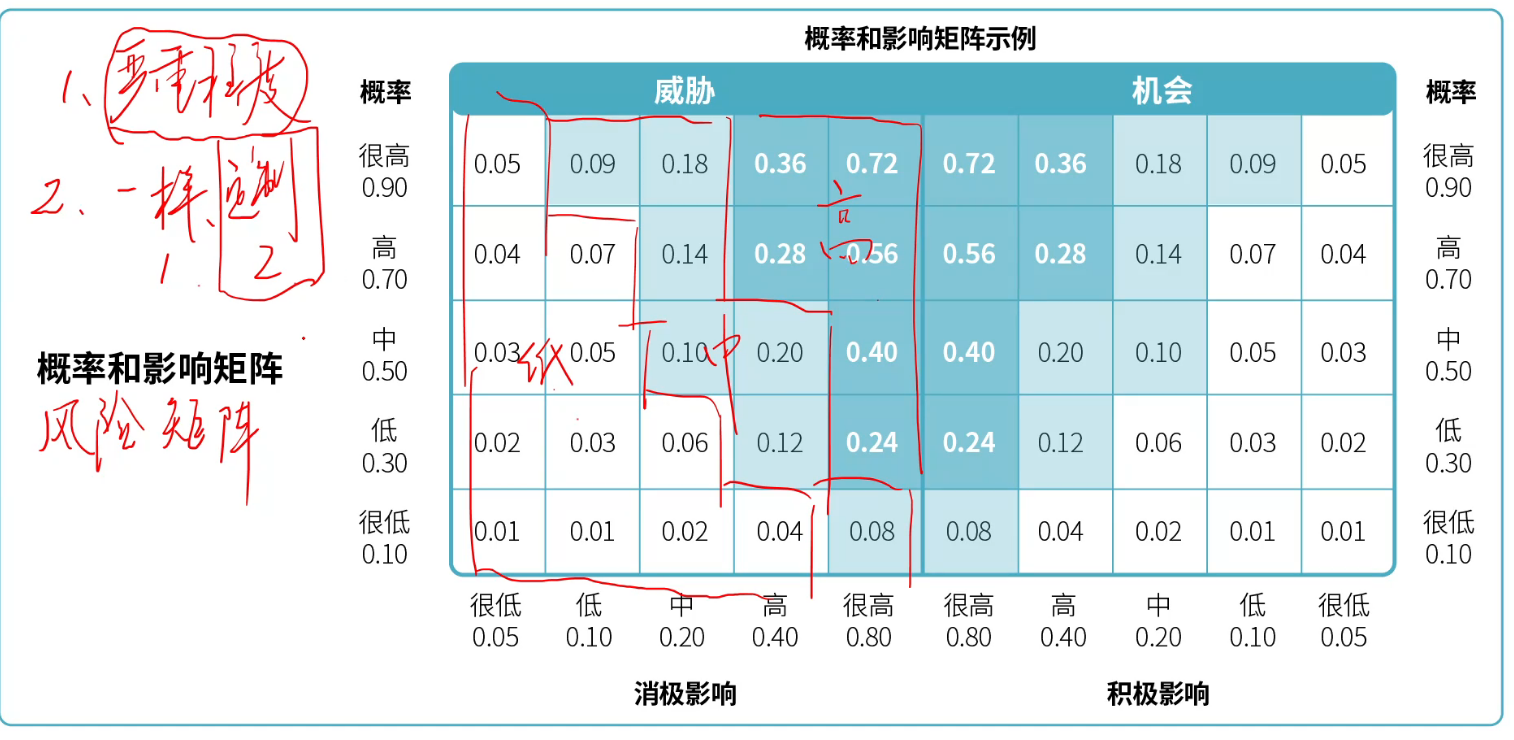 概率和影响矩阵示例
概率 威胁 机会 概率
很高 0.90 0.05 0.09 0.18 0.36 0.72 0.72 0.36 0.18 0.09 0.05 很高 0.90
高 0.70 0.04 0.07 0.14 0.28 0.56 0.56 0.28 0.14 0.07 0.04 高 0.70
中 0.50 0.03 0.05 0.10 0.20 0.40 0.40 0.20 0.10 0.05 0.03 中 0.50
低 0.30 0.02 0.03 0.06 0.12 0.24 0.24 0.12 0.06 0.03 0.02 低 0.30
很低 0.10 0.01 0.01 0.02 0.04 0.08 0.08 0.04 0.02 0.01 0.01 很低 0.10
很低 低 中 高 很高 很高 高 中 低 很低
0.05 0.10 0.20 0.40 0.80 0.80 0.40 0.20 0.10 0.05
消极影响 积极影响
概率和影响矩阵
风险矩阵
1、
程度
2、一样、
1. 2
高
中